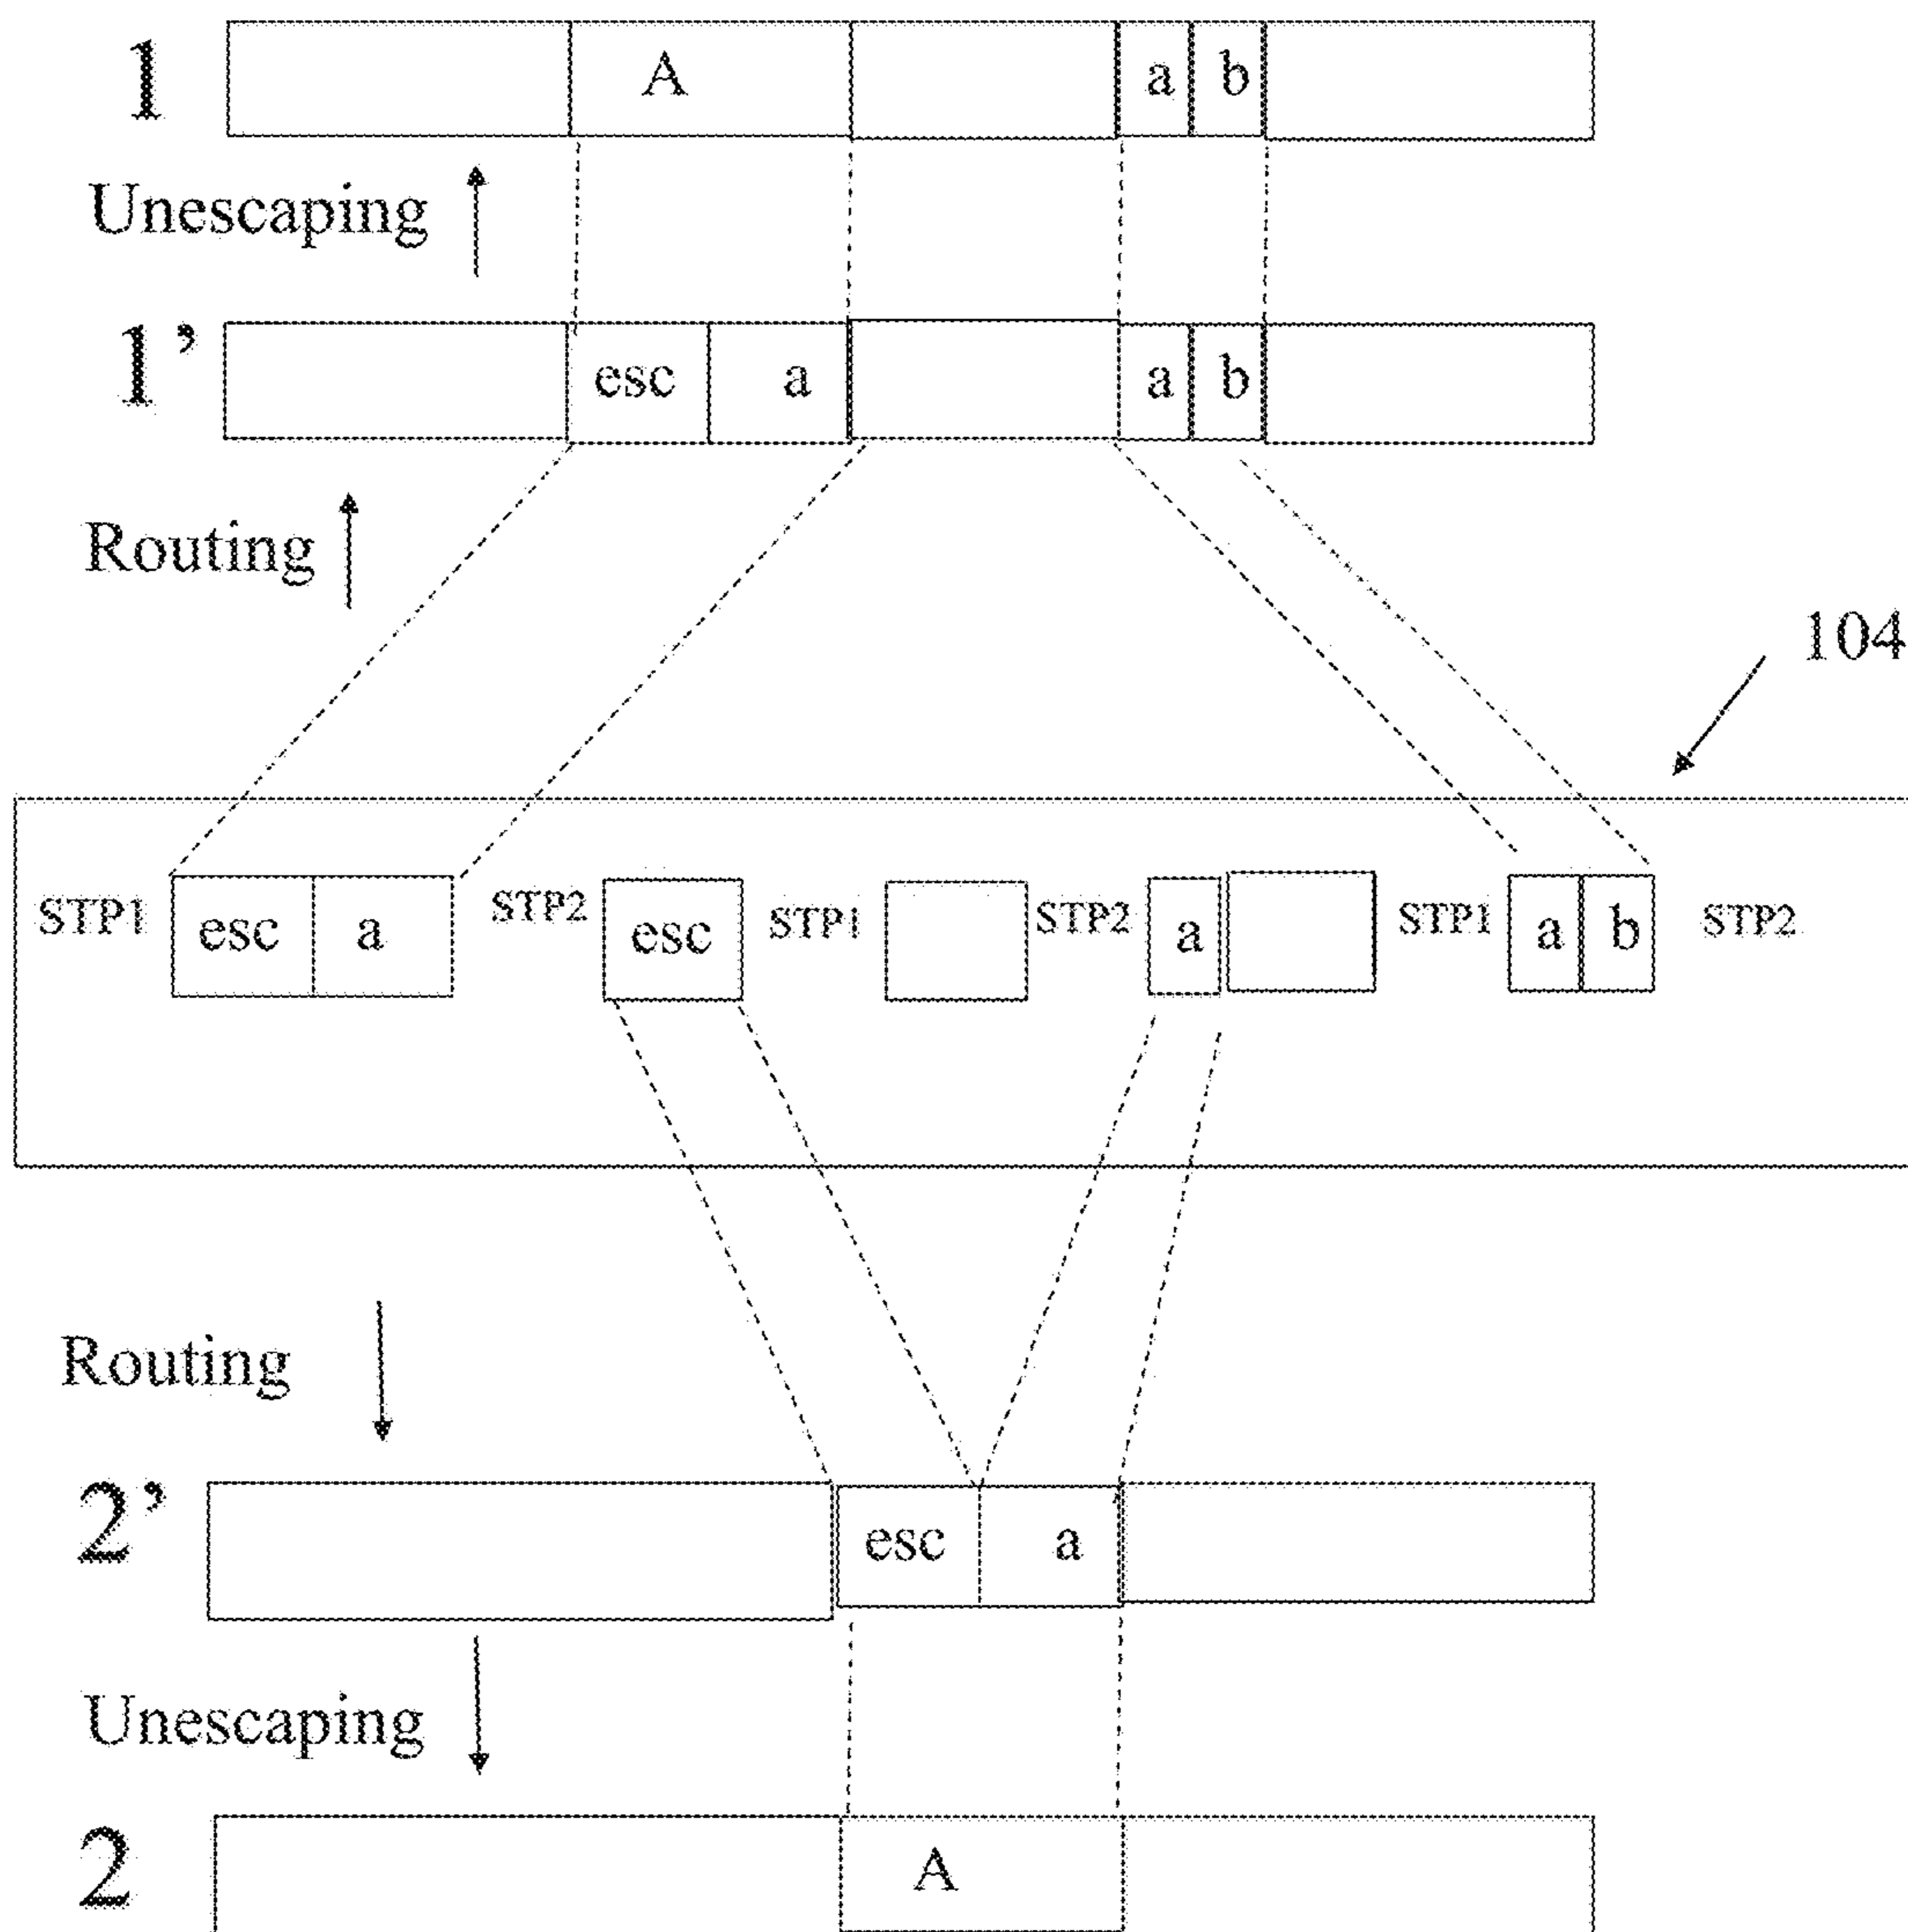 1 A a b
Unescaping
1’ esc a a b
Routing
104
STP1 esc a STP2 esc STP1 STP2 a STP1 a b STP2
Routing
2’ esc a
Unescaping
2 A